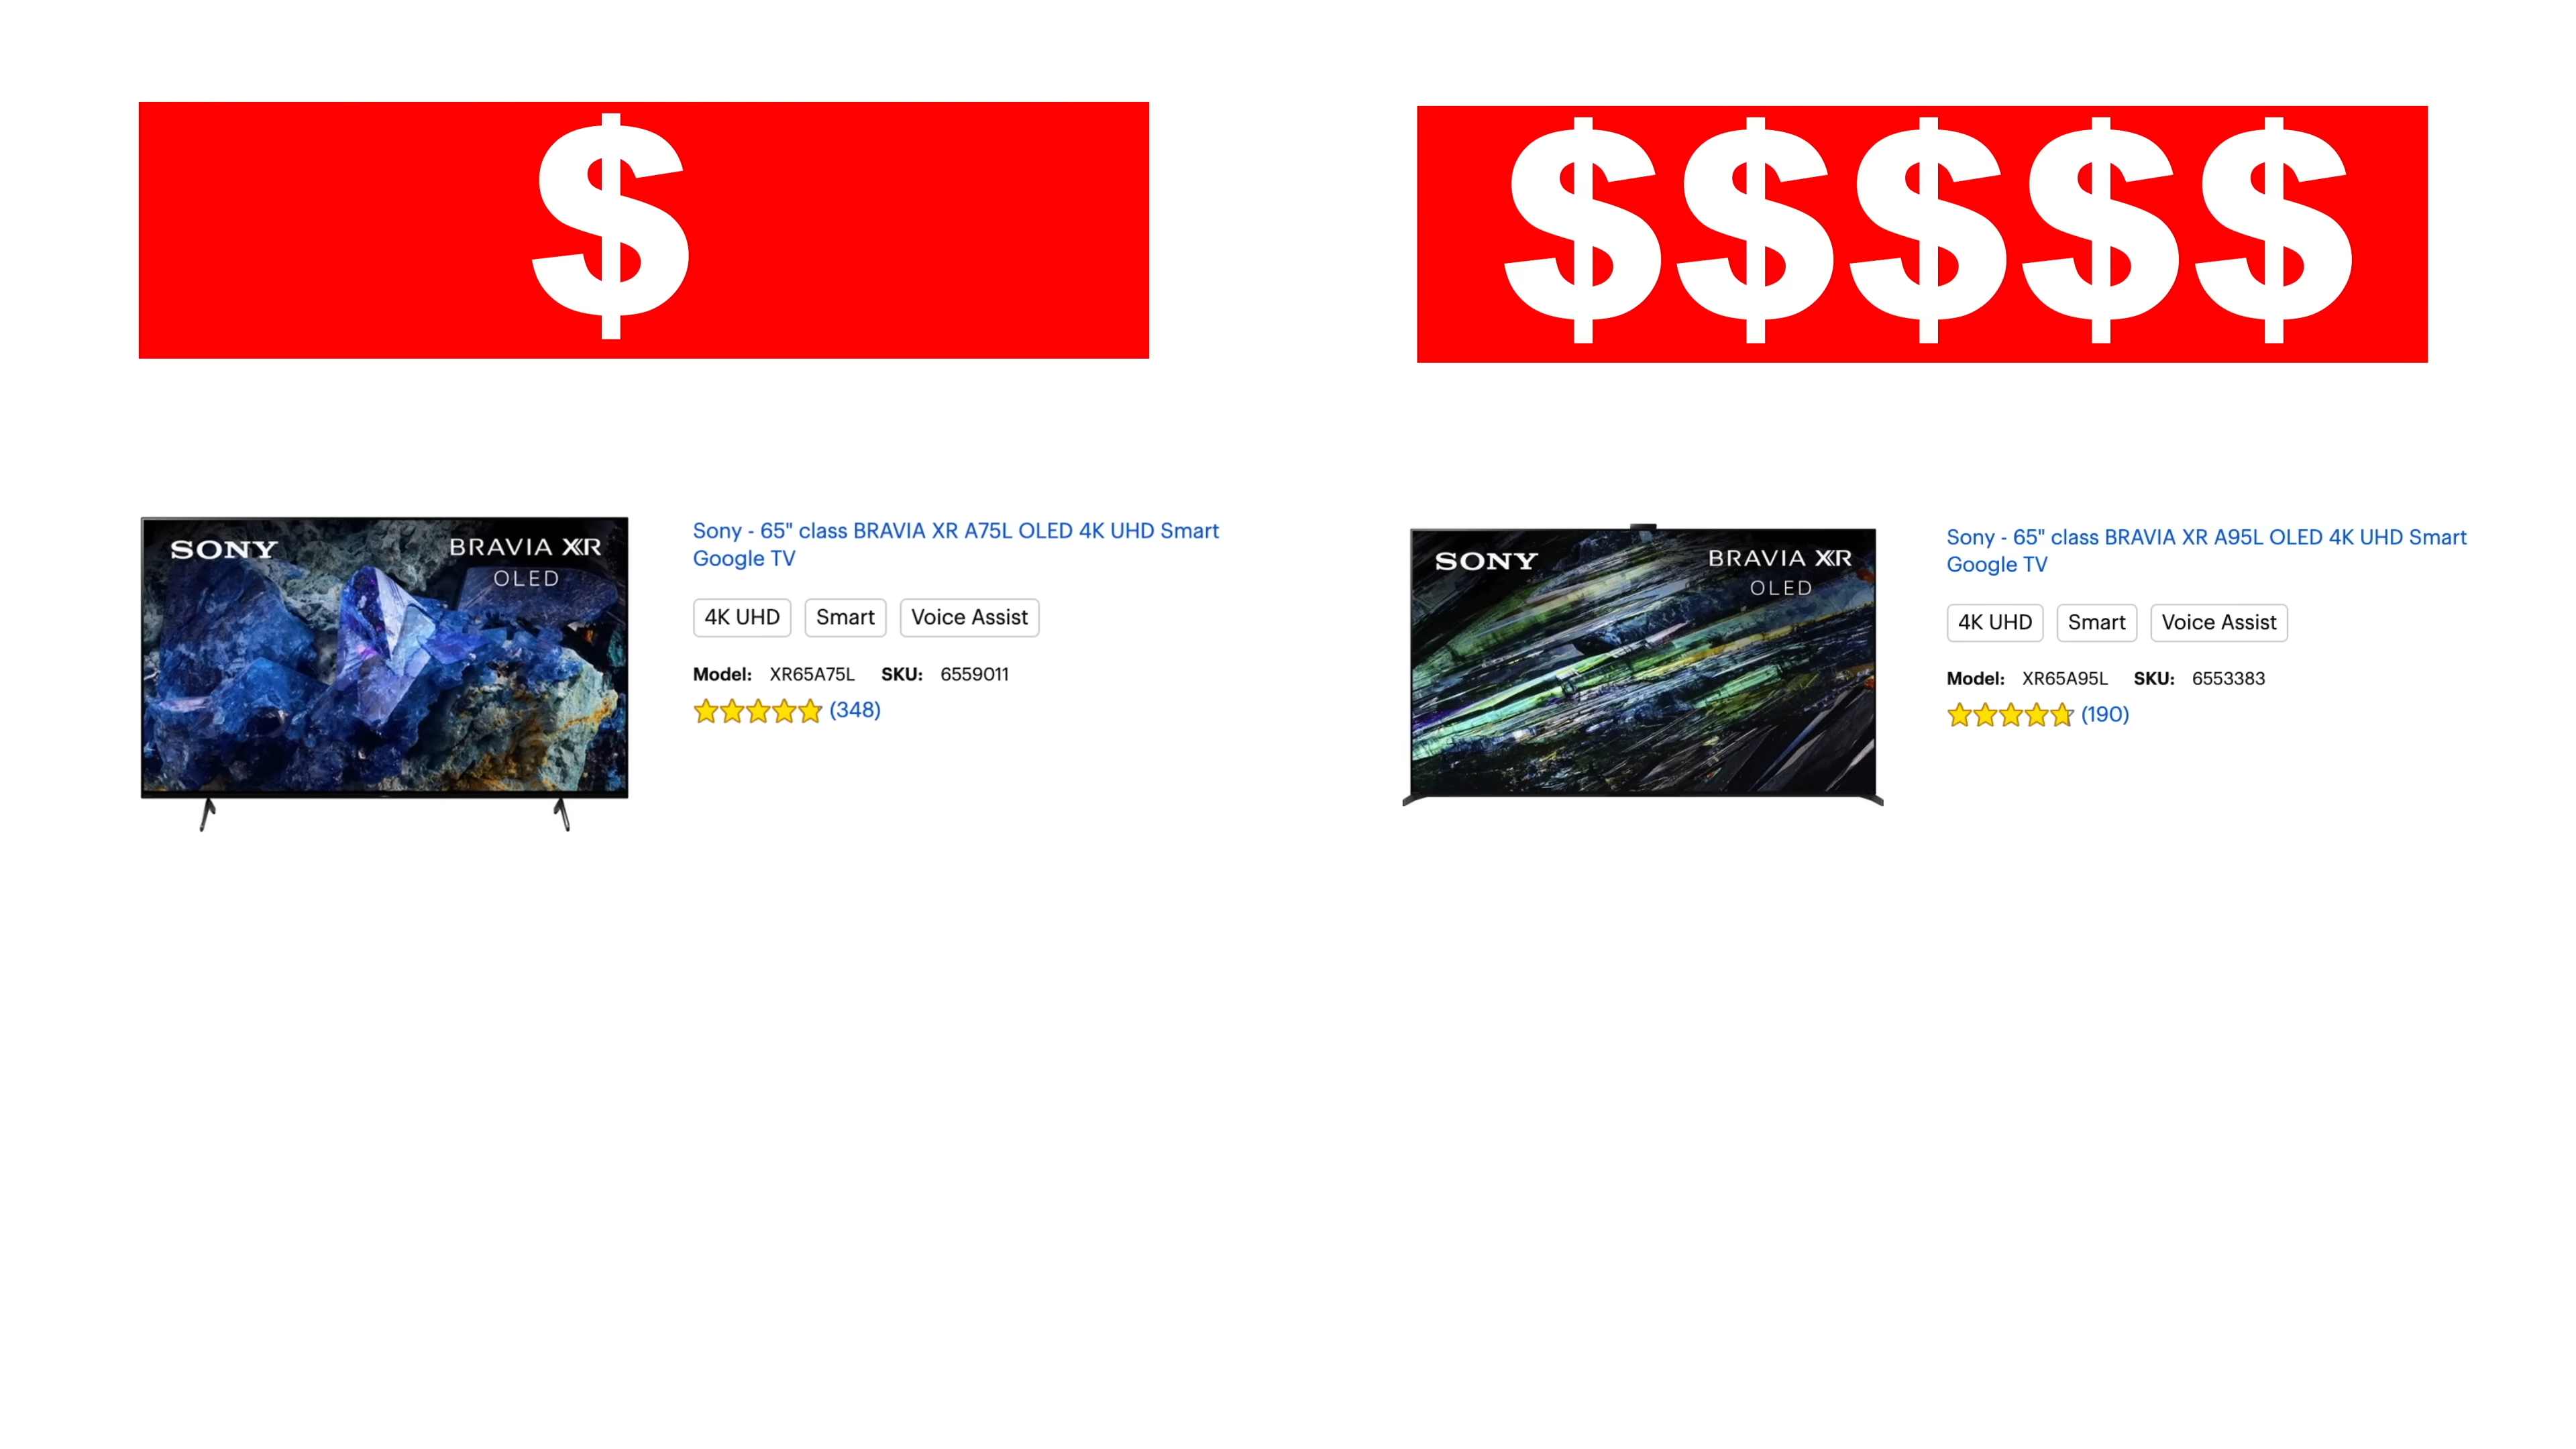 $
$$$$$
SONY
BRAVIA XR
OLED
Sony - 65" class BRAVIA XR A75L OLED 4K UHD Smart
Google TV
4K UHD
Smart
Voice Assist
Model: XR65A75L SKU: 6559011
(348)
SONY
BRAVIA XR
OLED
Sony - 65" class BRAVIA XR A95L OLED 4K UHD Smart
Google TV
4K UHD
Smart
Voice Assist
Model: XR65A95L SKU: 6553383
(190)